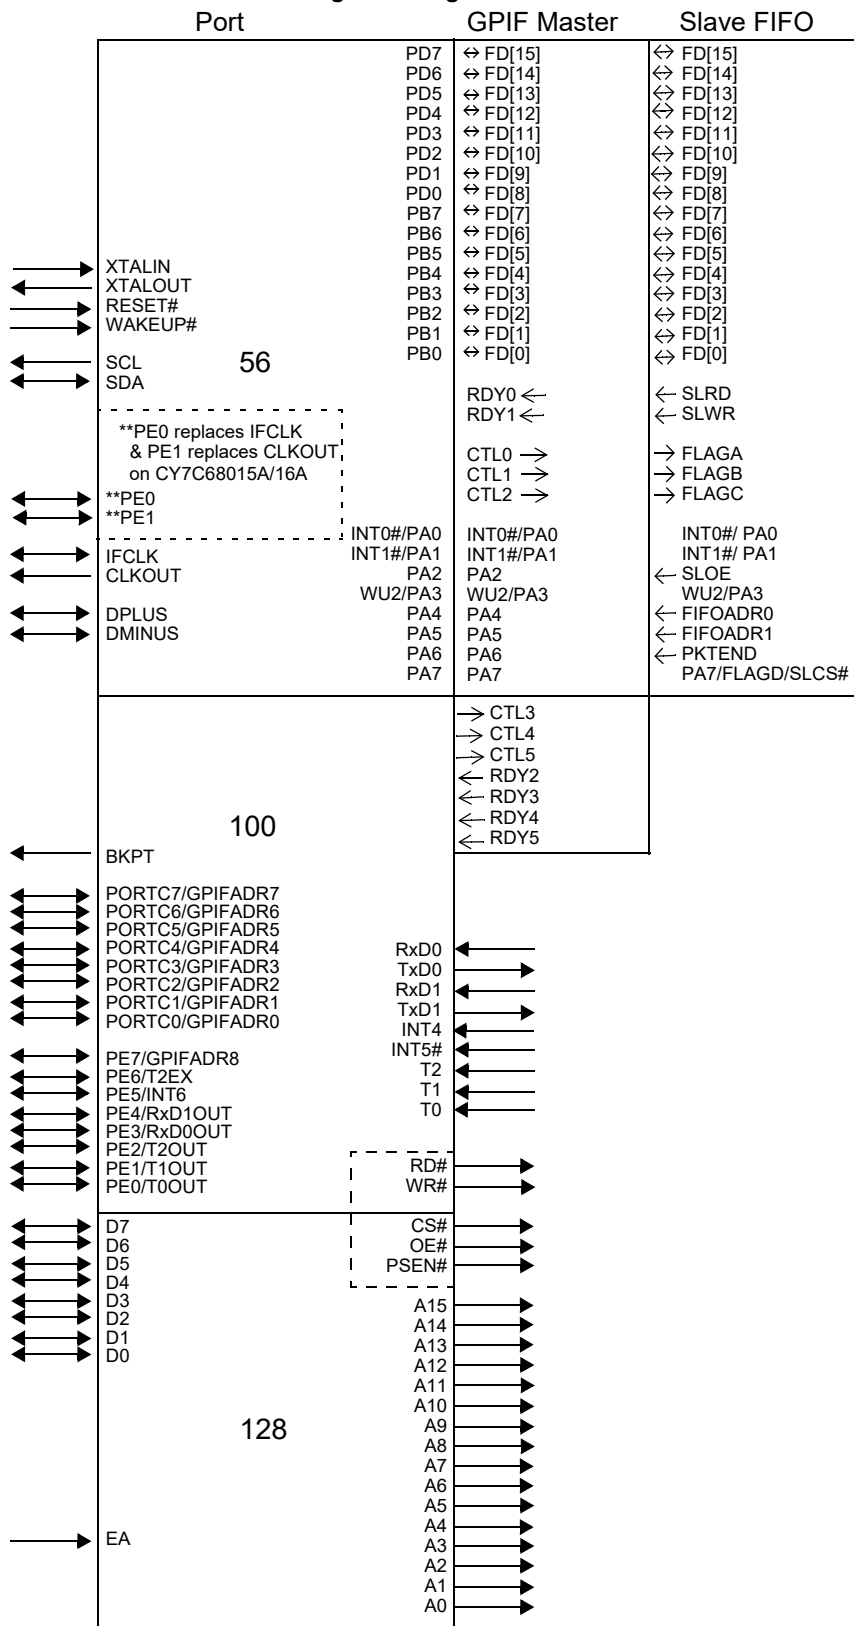 Port GPIF Master Slave FIFO
PD7 FD[15] FD[15]
PD6 FD[14] FD[14]
PD5 FD[13] FD[13]
PD4 FD[12] FD[12]
PD3 FD[11] FD[11]
PD2 FD[10] FD[10]
PD1 FD[9] FD[9]
PD0 FD[8] FD[8]
PB7 FD[7] FD[7]
PB6 FD[6] FD[6]
PB5 FD[5] FD[5]
PB4 FD[4] FD[4]
PB3 FD[3] FD[3]
PB2 FD[2] FD[2]
PB1 FD[1] FD[1]
PB0 FD[0] FD[0]
XTALIN
XTALOUT
RESET#
WAKEUP#
SCL
SDA
56
**PE0 replaces IFCLK
& PE1 replaces CLKOUT
on CY7C68015A/16A
**PE0
**PE1
IFCLK
CLKOUT
DPLUS
DMINUS
RDY0 SLRD
RDY1 SLWR
CTL0 FLAGA
CTL1 FLAGB
CTL2 FLAGC
INT0#/PA0 INT0#/PA0 INT0#/ PA0
INT1#/PA1 INT1#/PA1 INT1#/ PA1
PA2 PA2 SLOE
WU2/PA3 WU2/PA3 WU2/PA3
PA4 PA4 FIFOADR0
PA5 PA5 FIFOADR1
PA6 PA6 PKTEND
PA7 PA7 PA7/FLAGD/SLCS#
CTL3
CTL4
CTL5
RDY2
RDY3
RDY4
RDY5
100
BKPT
PORTC7/GPIFADR7
PORTC6/GPIFADR6
PORTC5/GPIFADR5
PORTC4/GPIFADR4
PORTC3/GPIFADR3
PORTC2/GPIFADR2
PORTC1/GPIFADR1
PORTC0/GPIFADR0
PE7/GPIFADR8
PE6/T2EX
PE5/INT6
PE4/RxD1OUT
PE3/RxD0OUT
PE2/T2OUT
PE1/T1OUT
PE0/T0OUT
RxD0
TxD0
RxD1
TxD1
INT4
INT5#
T2
T1
T0
RD#
WR#
CS#
OE#
PSEN#
D7
D6
D5
D4
D3
D2
D1
D0
128
EA
A15
A14
A13
A12
A11
A10
A9
A8
A7
A6
A5
A4
A3
A2
A1
A0